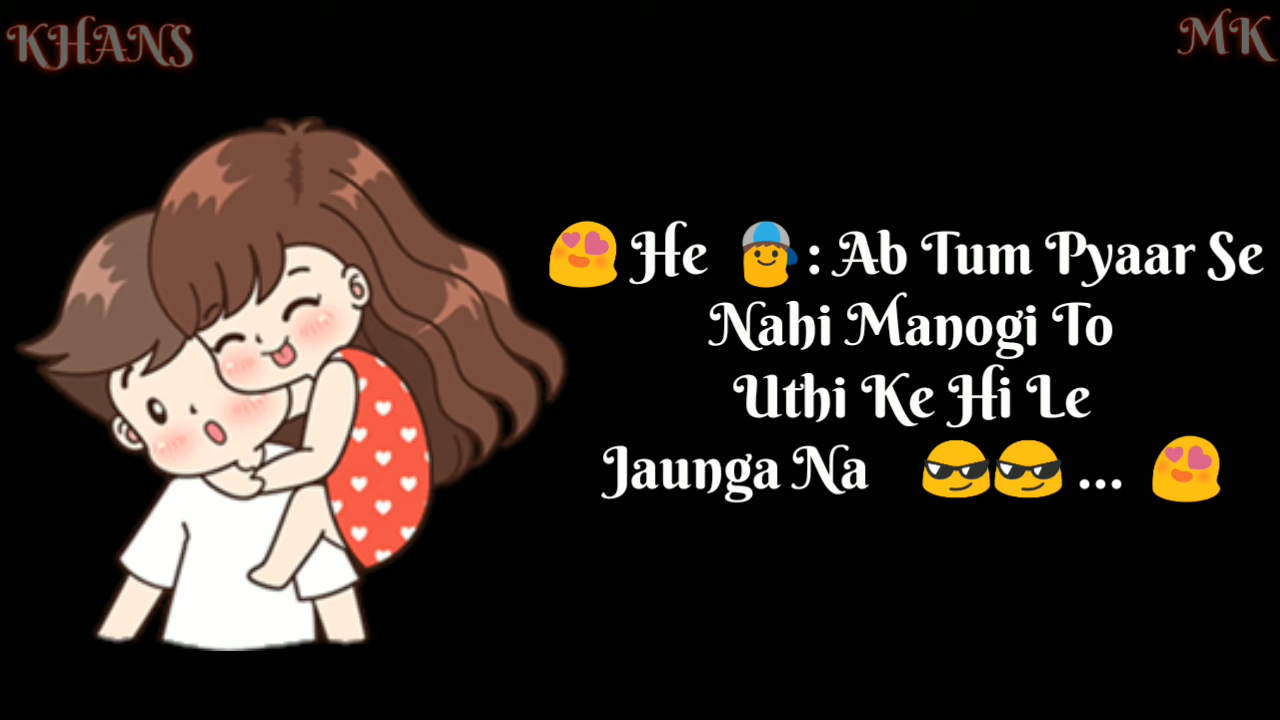 KHANS
MK
😍 He : Ab Tum Pyaar Se
Nahi Manogi To
Uthi Ke Hi Le
Jaunga Na 😎😎 ... 😍